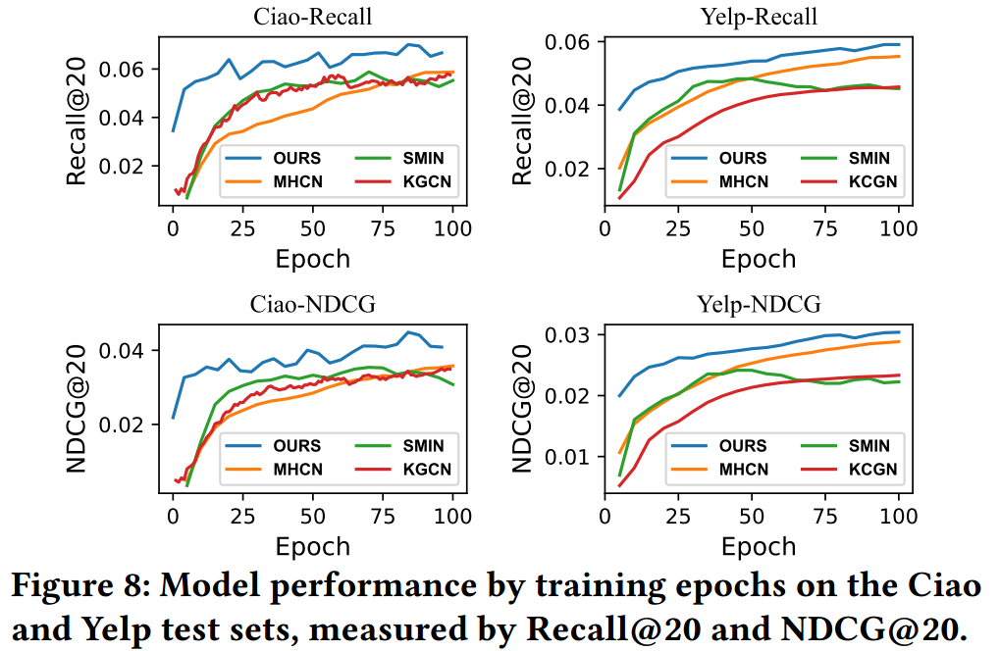 Ciao-Recall
Recall@20
0.06
0.04
0.02
OURS
SMIN
MHCN
KGCN
0
25
50
75
100
Epoch
Yelp-Recall
Recall@20
0.06
0.04
0.02
OURS
SMIN
MHCN
KCGN
0
25
50
75
100
Epoch
Ciao-NDCG
NDCG@20
0.04
0.02
OURS
SMIN
MHCN
KGCN
0
25
50
75
100
Epoch
Yelp-NDCG
NDCG@20
0.03
0.02
0.01
OURS
SMIN
MHCN
KCGN
0
25
50
75
100
Epoch
Figure 8: Model performance by training epochs on the Ciao
and Yelp test sets, measured by Recall@20 and NDCG@20.